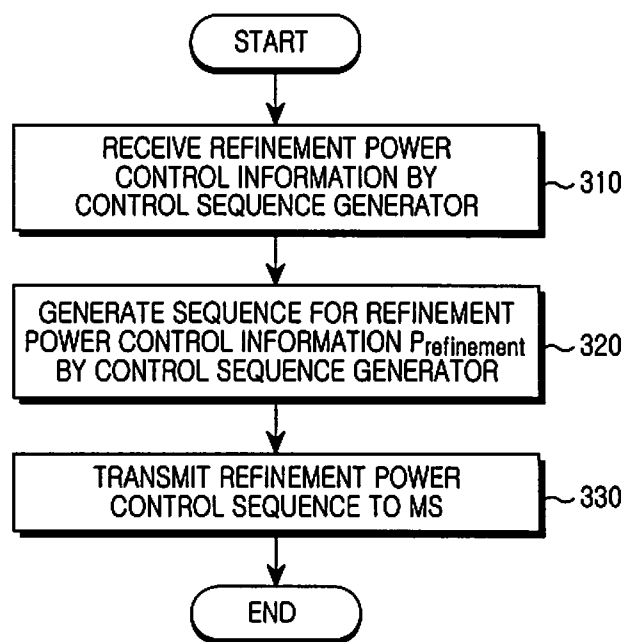 START
RECEIVE REFINEMENT POWER
CONTROL INFORMATION BY
CONTROL SEQUENCE GENERATOR
310
GENERATE SEQUENCE FOR REFINEMENT
POWER CONTROL INFORMATION Prefinement
BY CONTROL SEQUENCE GENERATOR
320
TRANSMIT REFINEMENT POWER
CONTROL SEQUENCE TO MS
330
END